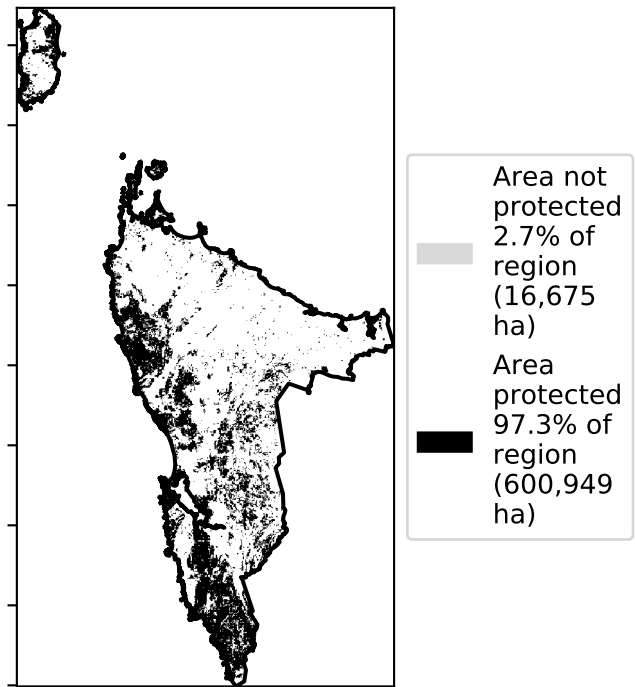 Area not
protected
2.7% of
region
(16,675
ha)
Area
protected
97.3% of
region
(600,949
ha)